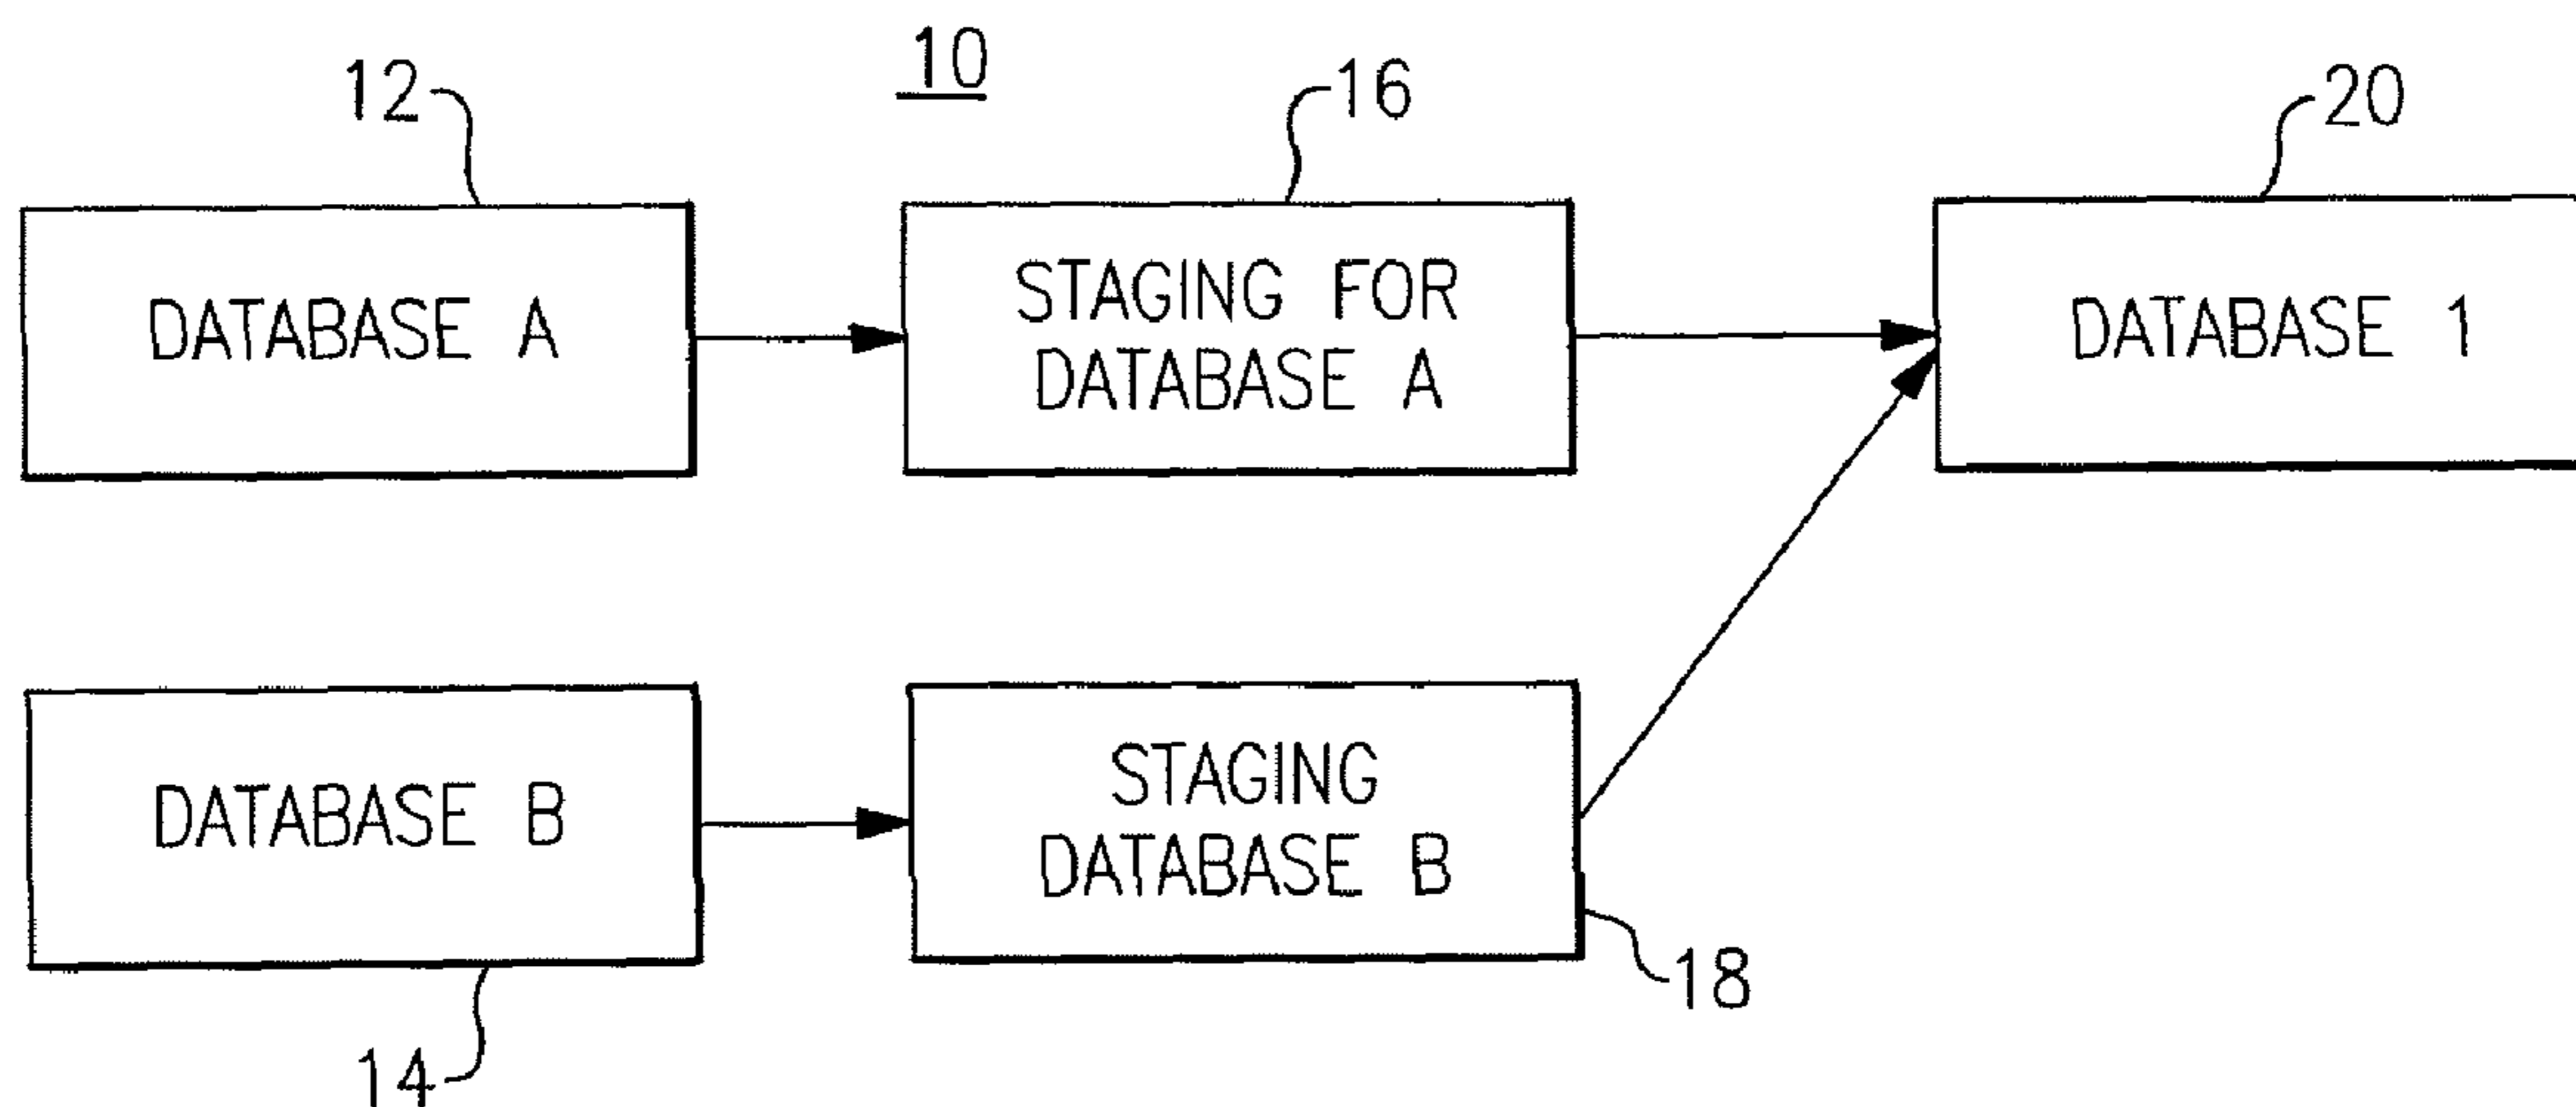 10
12
16
20
DATABASE A
STAGING FOR
DATABASE A
DATABASE 1
DATABASE B
STAGING
DATABASE B
18
14